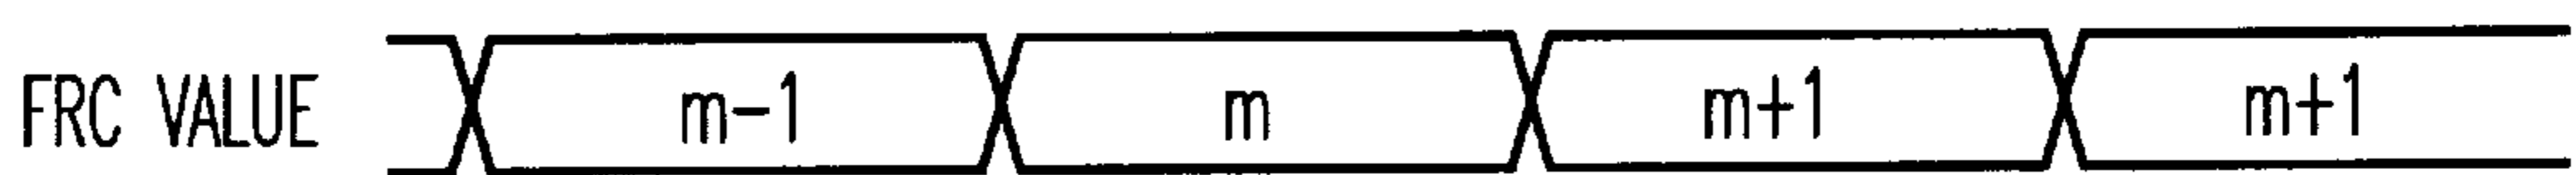 FRC VALUE m-1 m m+1 m+1